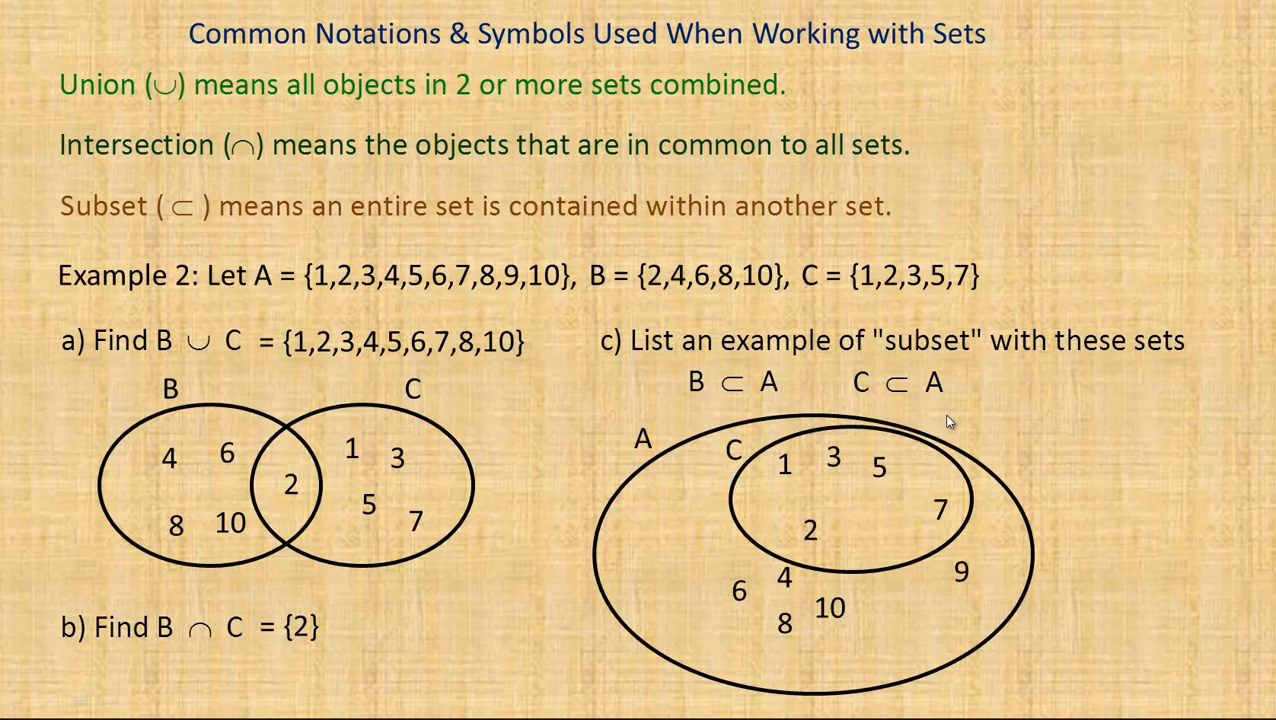 Common Notations & Symbols Used When Working with Sets
Union (∪) means all objects in 2 or more sets combined.
Intersection (∩) means the objects that are in common to all sets.
Subset ( ⊂ ) means an entire set is contained within another set.
Example 2: Let A = {1,2,3,4,5,6,7,8,9,10}, B = {2,4,6,8,10}, C = {1,2,3,5,7}
a) Find B ∪ C = {1,2,3,4,5,6,7,8,10}
B C
4 6 2 1 3
8 10 5 7
b) Find B ∩ C = {2}
c) List an example of "subset" with these sets
B ⊂ A C ⊂ A
A C 1 3 5
2 7
6 4 9
8 10